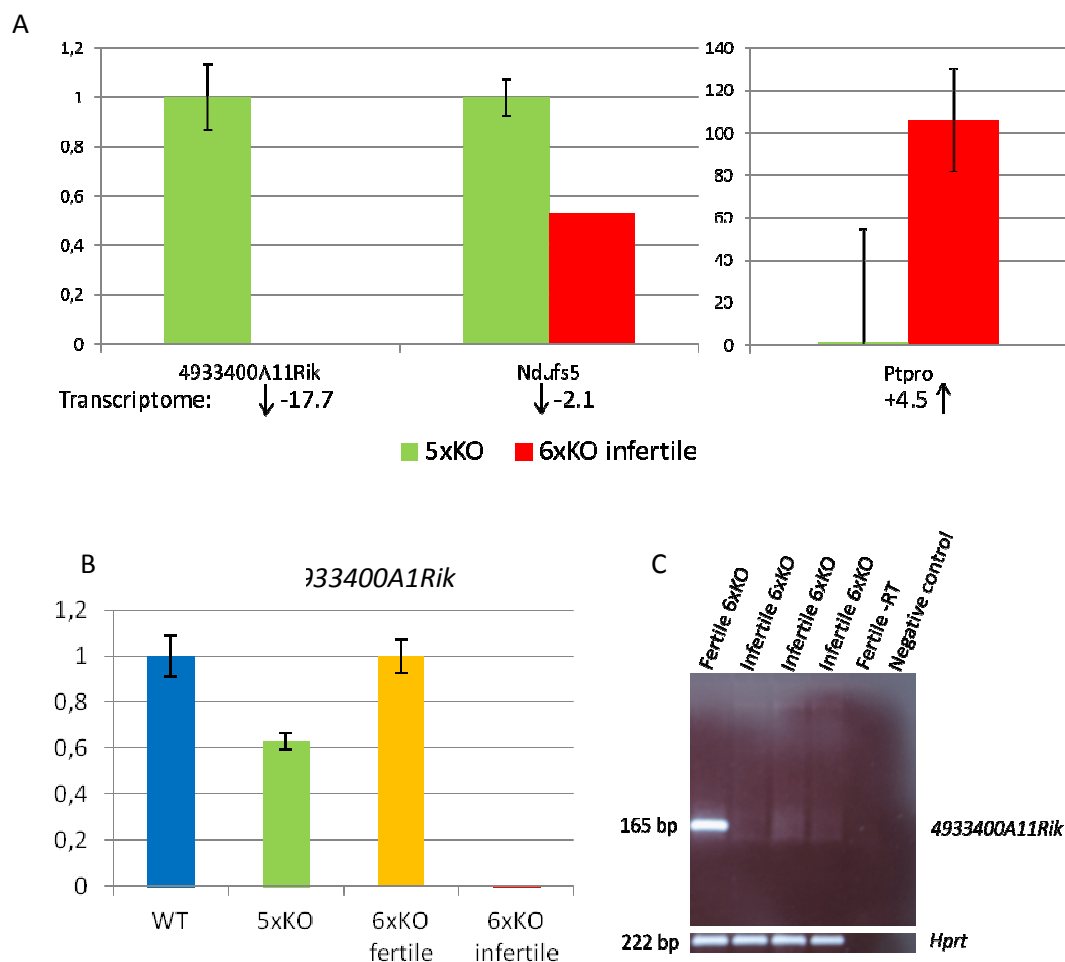 A
1,2
1
0,8
0,6
0,4
0,2
0
140
120
100
80
60
40
20
0
4933400A11Rik
Ndufs5
Ptpro
Transcriptome:
-17.7
-2.1
+4.5
5xKO
6xKO infertile
B
933400A1Rik
1,2
1
0,8
0,6
0,4
0,2
0
WT
5xKO
6xKO fertile
6xKO infertile
C
Fertile 6xKO
Infertile 6xKO
Infertile 6xKO
Infertile 6xKO
Fertile -RT
Negative control
165 bp
4933400A11Rik
222 bp
Hprt